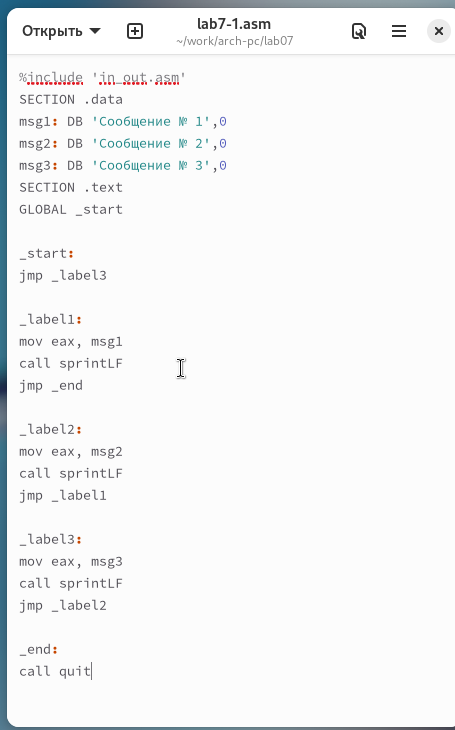 Открыть
lab7-1.asm
~/work/arch-pc/lab07
%include 'in_out.asm'
SECTION .data
msg1: DB 'Сообщение № 1',0
msg2: DB 'Сообщение № 2',0
msg3: DB 'Сообщение № 3',0
SECTION .text
GLOBAL _start
_start:
jmp _label3
_label1:
mov eax, msg1
call sprintLF
jmp _end
_label2:
mov eax, msg2
call sprintLF
jmp _label1
_label3:
mov eax, msg3
call sprintLF
jmp _label2
_end:
call quit